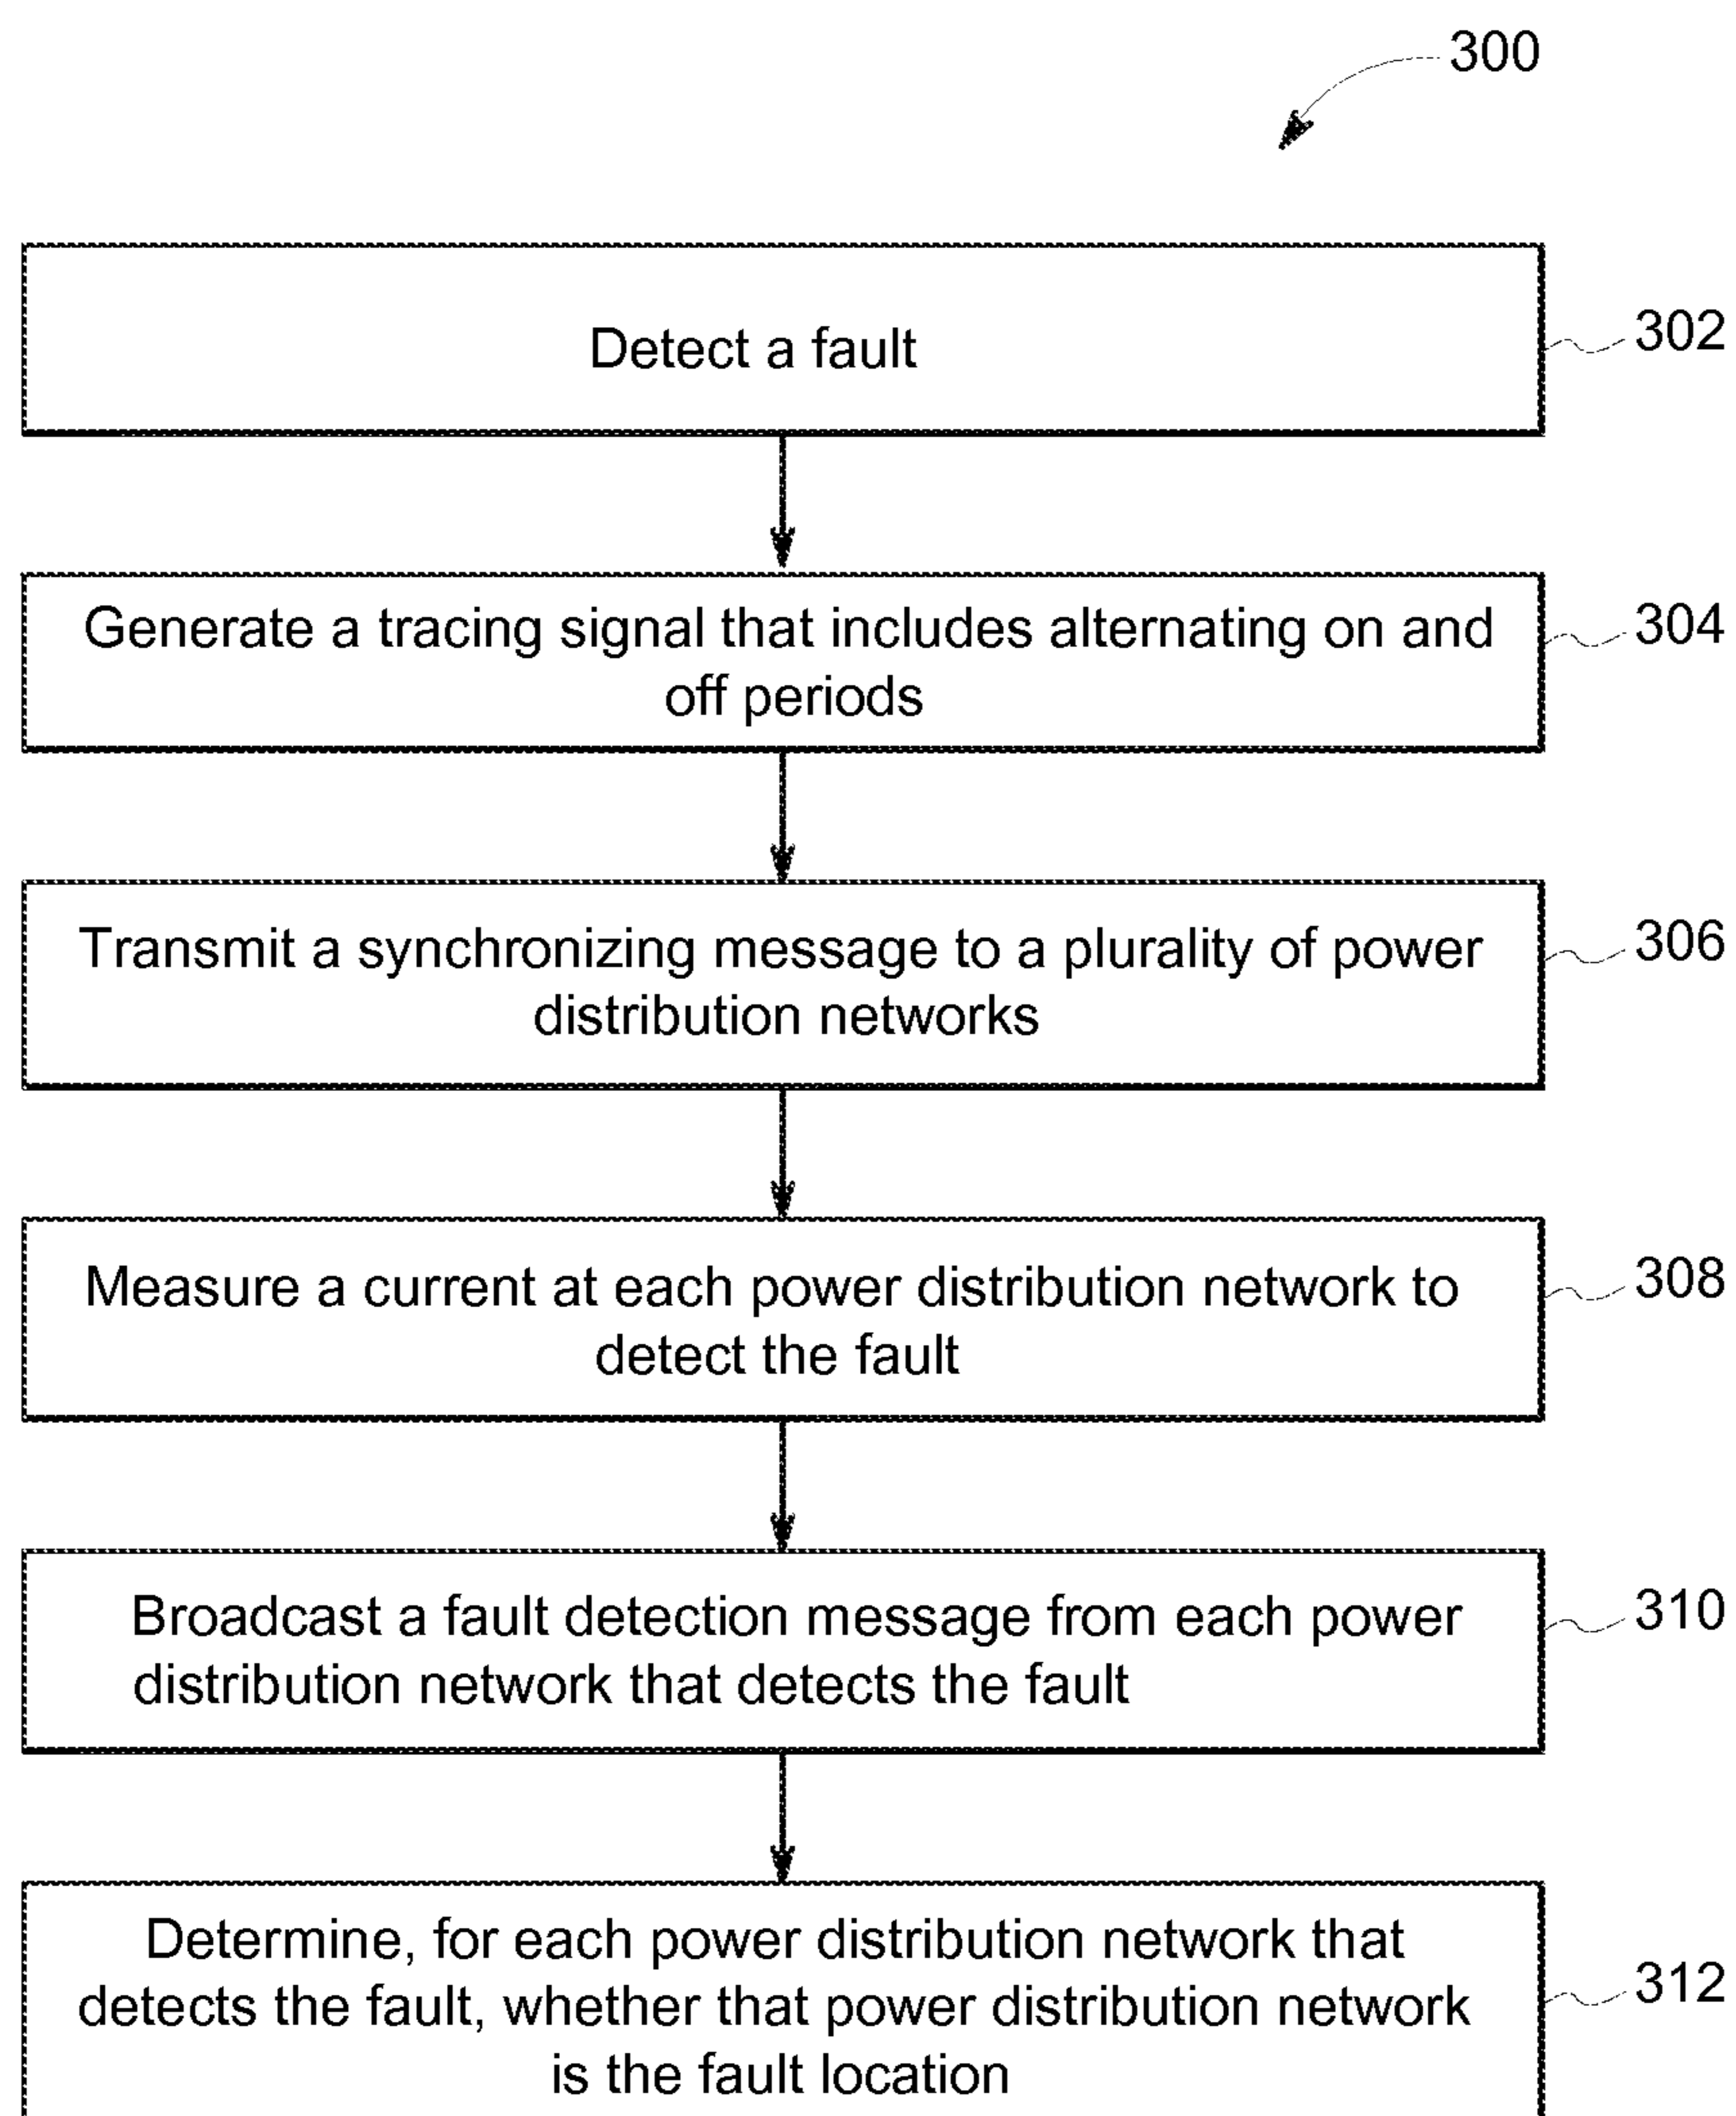 300
Detect a fault
302
Generate a tracing signal that includes alternating on and
off periods
304
Transmit a synchronizing message to a plurality of power
distribution networks
306
Measure a current at each power distribution network to
detect the fault
308
Broadcast a fault detection message from each power
distribution network that detects the fault
310
Determine, for each power distribution network that
detects the fault, whether that power distribution network
is the fault location
312